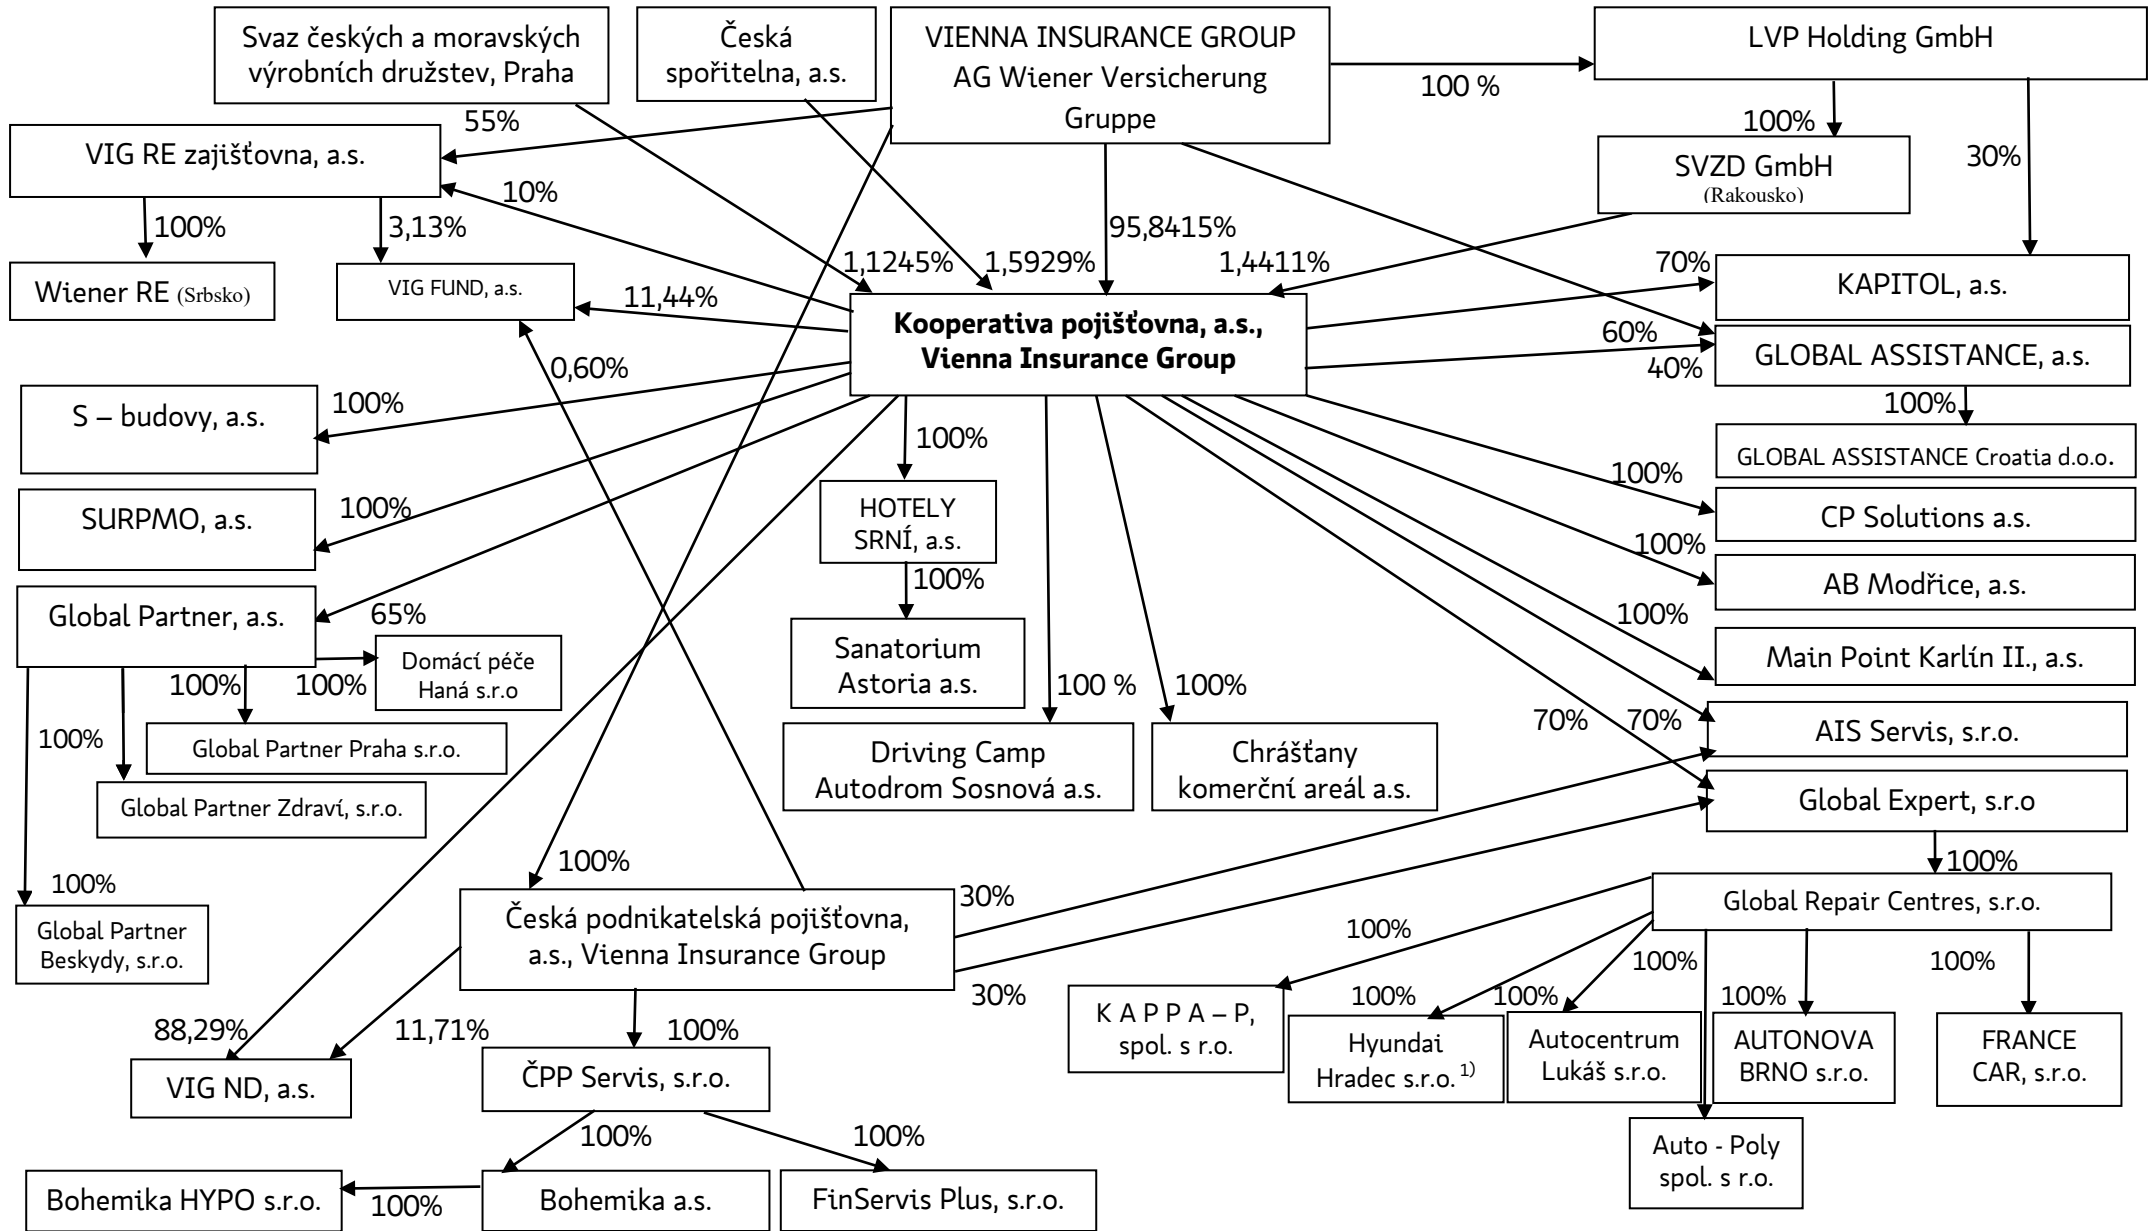 Svaz českých a moravských
výrobních družstev, Praha
Česká
spořitelna, a.s.
VIENNA INSURANCE GROUP
AG Wiener Versicherung
Gruppe
LVP Holding GmbH
100 %
55%
100%
30%
VIG RE zajišťovna, a.s.
SVZD GmbH
(Rakousko)
10%
100%
3,13%
95,8415%
1,1245%
1,5929%
1,4411%
70%
Wiener RE (Srbsko)
VIG FUND, a.s.
11,44%
KAPITOL, a.s.
Kooperativa pojišťovna, a.s.,
Vienna Insurance Group
60%
40%
GLOBAL ASSISTANCE, a.s.
0,60%
100%
100%
S – budovy, a.s.
100%
GLOBAL ASSISTANCE Croatia d.o.o.
100%
SURPMO, a.s.
100%
HOTELY
SRNÍ, a.s.
CP Solutions a.s.
100%
100%
AB Modřice, a.s.
Global Partner, a.s.
65%
100%
Domácí péče
Haná s.r.o
Sanatorium
Astoria a.s.
Main Point Karlín II., a.s.
100%
100%
100 %
100%
70%
70%
AIS Servis, s.r.o.
100%
Global Partner Praha s.r.o.
Driving Camp
Autodrom Sosnová a.s.
Chrášťany
komerční areál a.s.
Global Partner Zdraví, s.r.o.
Global Expert, s.r.o
100%
100%
100%
30%
Global Partner
Beskydy, s.r.o.
Česká podnikatelská pojišťovna,
a.s., Vienna Insurance Group
Global Repair Centres, s.r.o.
100%
100%
100%
30%
100%
100%
100%
88,29%
11,71%
100%
K A P P A – P,
spol. s r.o.
Hyundai
Hradec s.r.o. 1)
Autocentrum
Lukáš s.r.o.
AUTONOVA
BRNO s.r.o.
FRANCE
CAR, s.r.o.
VIG ND, a.s.
ČPP Servis, s.r.o.
100%
100%
Auto - Poly
spol. s r.o.
Bohemika HYPO s.r.o.
100%
Bohemika a.s.
FinServis Plus, s.r.o.